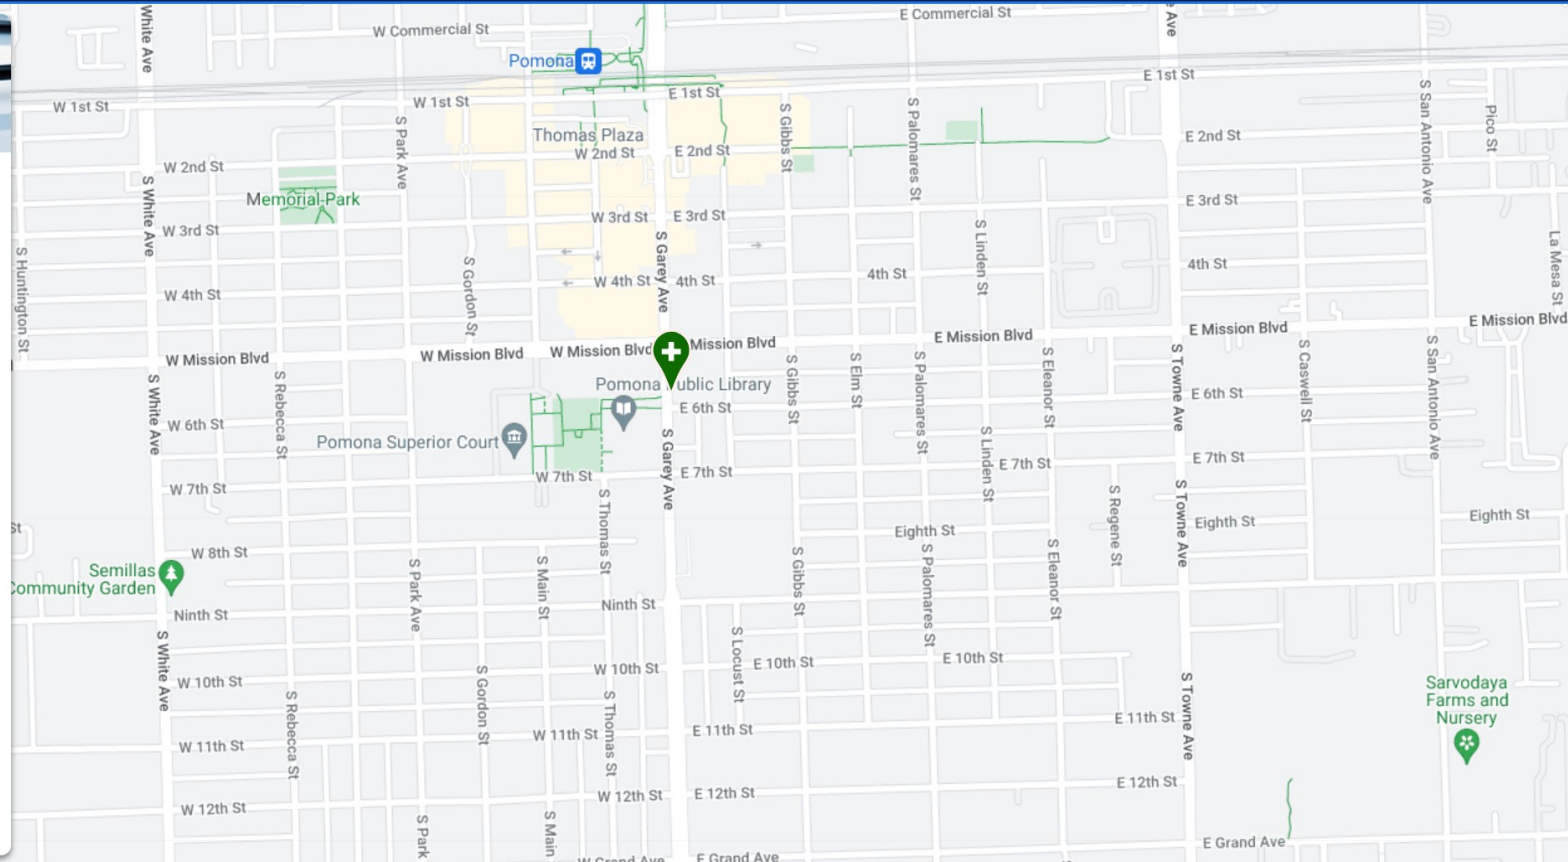 White Ave
W Commercial St
E Commercial St
e Ave
Pomona
E 1st St
W 1st St
W 1st St
E 1st St
S Gibbs St
S Palomares St
S San Antonio Ave
Pico St
S Park Ave
Thomas Plaza
W 2nd St
E 2nd St
E 2nd St
W 2nd St
Memorial Park
S White Ave
W 3rd St
E 3rd St
E 3rd St
W 3rd St
S Garey Ave
S Linden St
La Mesa St
S Huntington St
S Gordon St
4th St
4th St
W 4th St
4th St
W 4th St
E Mission Blvd
E Mission Blvd
E Mission Blvd
Mission Blvd
W Mission Blvd
W Mission Blvd
W Mission Blvd
Pomona Public Library
S White Ave
S Rebecca St
S Gibbs St
S Elm St
S Palomares St
S Eleanor St
S Towne Ave
S Caswell St
S San Antonio Ave
E 6th St
E 6th St
W 6th St
Pomona Superior Court
S Garey Ave
S Linden St
E 7th St
E 7th St
E 7th St
W 7th St
W 7th St
S Thomas St
S Regene St
S Towne Ave
Eighth St
Eighth St
Eighth St
St
W 8th St
Semillas
Community Garden
S Park Ave
S Main St
S Gibbs St
S Palomares St
S Eleanor St
Ninth St
Ninth St
S White Ave
S Locust St
E 10th St
E 10th St
W 10th St
W 10th St
S Rebecca St
S Gordon St
S Thomas St
S Towne Ave
Sarvodaya
Farms and
Nursery
E 11th St
E 11th St
W 11th St
W 11th St
E 12th St
E 12th St
W 12th St
W 12th St
S Park
S Main
E Grand Ave
W Grand Ave
E Grand Ave